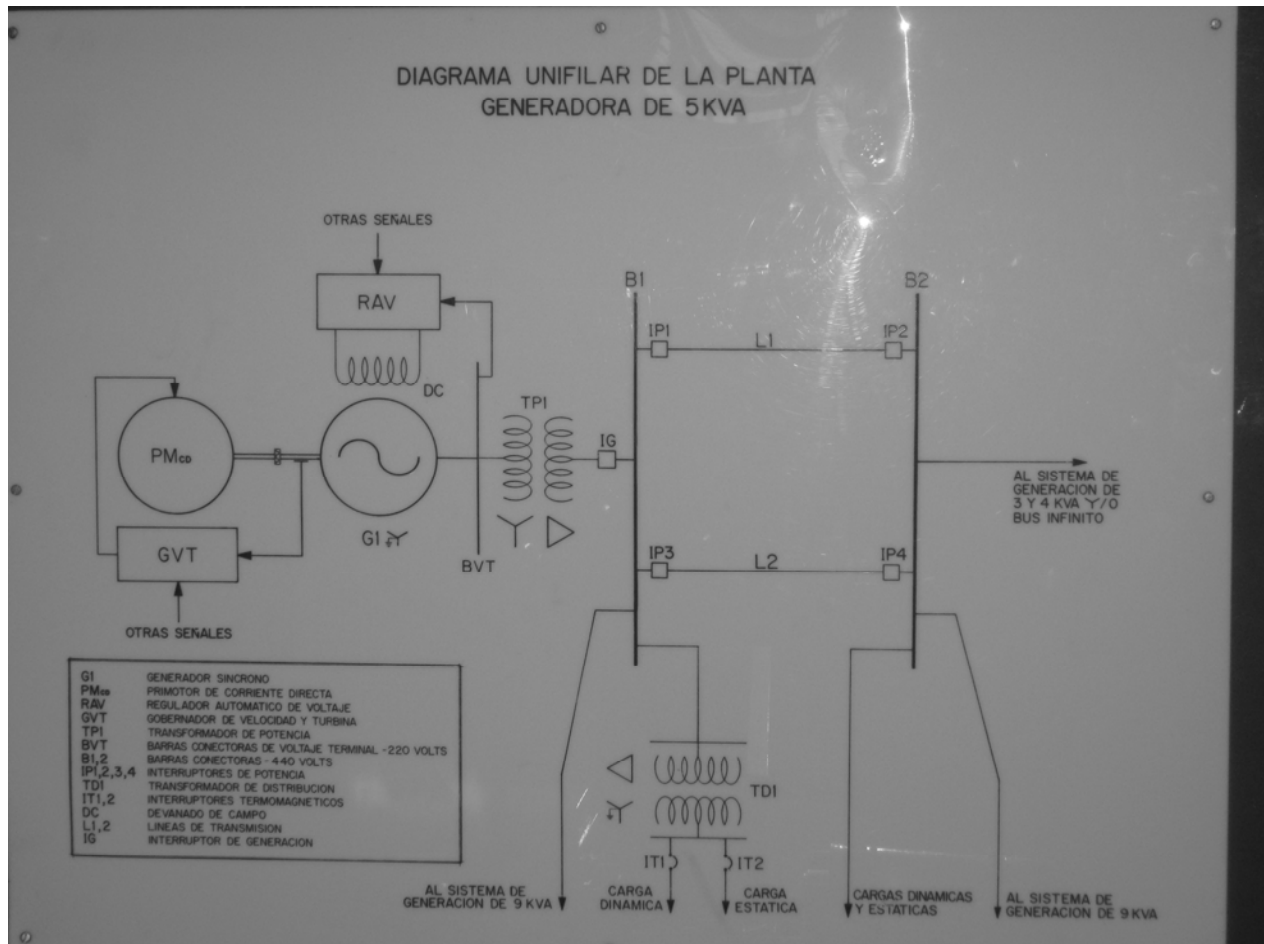 DIAGRAMA UNIFILAR DE LA PLANTA
GENERADORA DE 5 KVA
OTRAS SEÑALES
RAV
DC
PMCD
GVT
OTRAS SEÑALES
G1
BVT
TP1
IG
B1
B2
IP1
L1
IP2
IP3
L2
IP4
AL SISTEMA DE
GENERACION DE
3 Y 4 KVA Y/O
BUS INFINITO
G1 GENERADOR SINCRONO
PMCD PRIMOTOR DE CORRIENTE DIRECTA
RAV REGULADOR AUTOMATICO DE VOLTAJE
GVT GOBERNADOR DE VELOCIDAD Y TURBINA
TP1 TRANSFORMADOR DE POTENCIA
BVT BARRAS CONECTORAS DE VOLTAJE TERMINAL -220 VOLTS
B1,2 BARRAS CONECTORAS - 440 VOLTS
IP1,2,3,4 INTERRUPTORES DE POTENCIA
TD1 TRANSFORMADOR DE DISTRIBUCION
IT1,2 INTERRUPTORES TERMOMAGNETICOS
DC DEVANADO DE CAMPO
L1,2 LINEAS DE TRANSMISION
IG INTERRUPTOR DE GENERACION
TD1
IT1
IT2
AL SISTEMA DE
GENERACION DE 9 KVA
CARGA
DINAMICA
CARGA
ESTATICA
CARGAS DINAMICAS
Y ESTATICAS
AL SISTEMA DE
GENERACION DE 9 KVA